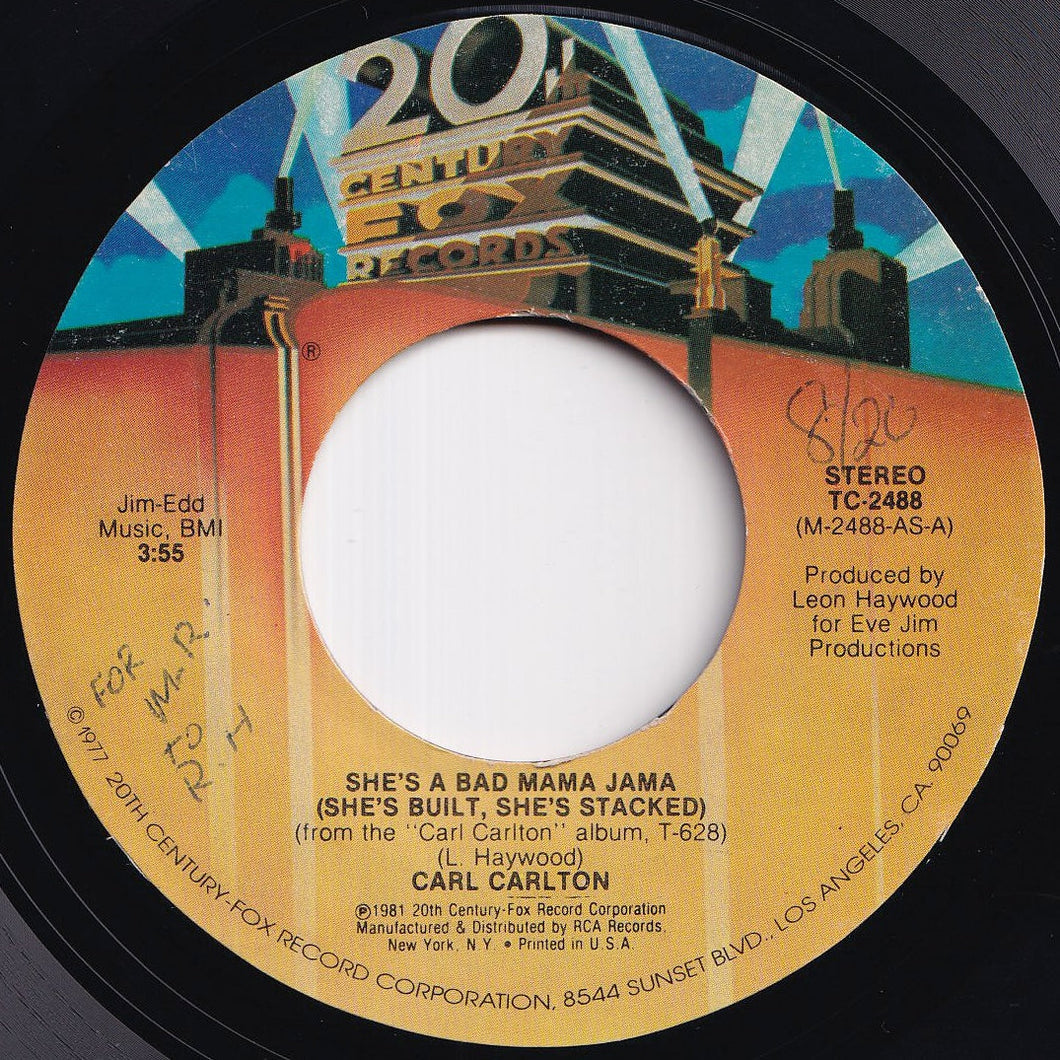 20th
CENTURY
FOX
RECORDS
®
8/20
STEREO
TC-2488
(M-2488-AS-A)
Jim-Edd
Music, BMI
3:55
Produced by
Leon Haywood
for Eve Jim
Productions
FOR
M.R.
SHE'S A BAD MAMA JAMA
(SHE'S BUILT, SHE'S STACKED)
(from the "Carl Carlton" album, T-628)
(L. Haywood)
CARL CARLTON
℗1981 20th Century-Fox Record Corporation
Manufactured & Distributed by RCA Records,
New York, N.Y. • Printed in U.S.A.
©1977 20TH CENTURY-FOX RECORD CORPORATION, 8544 SUNSET BLVD., LOS ANGELES, CA. 90069